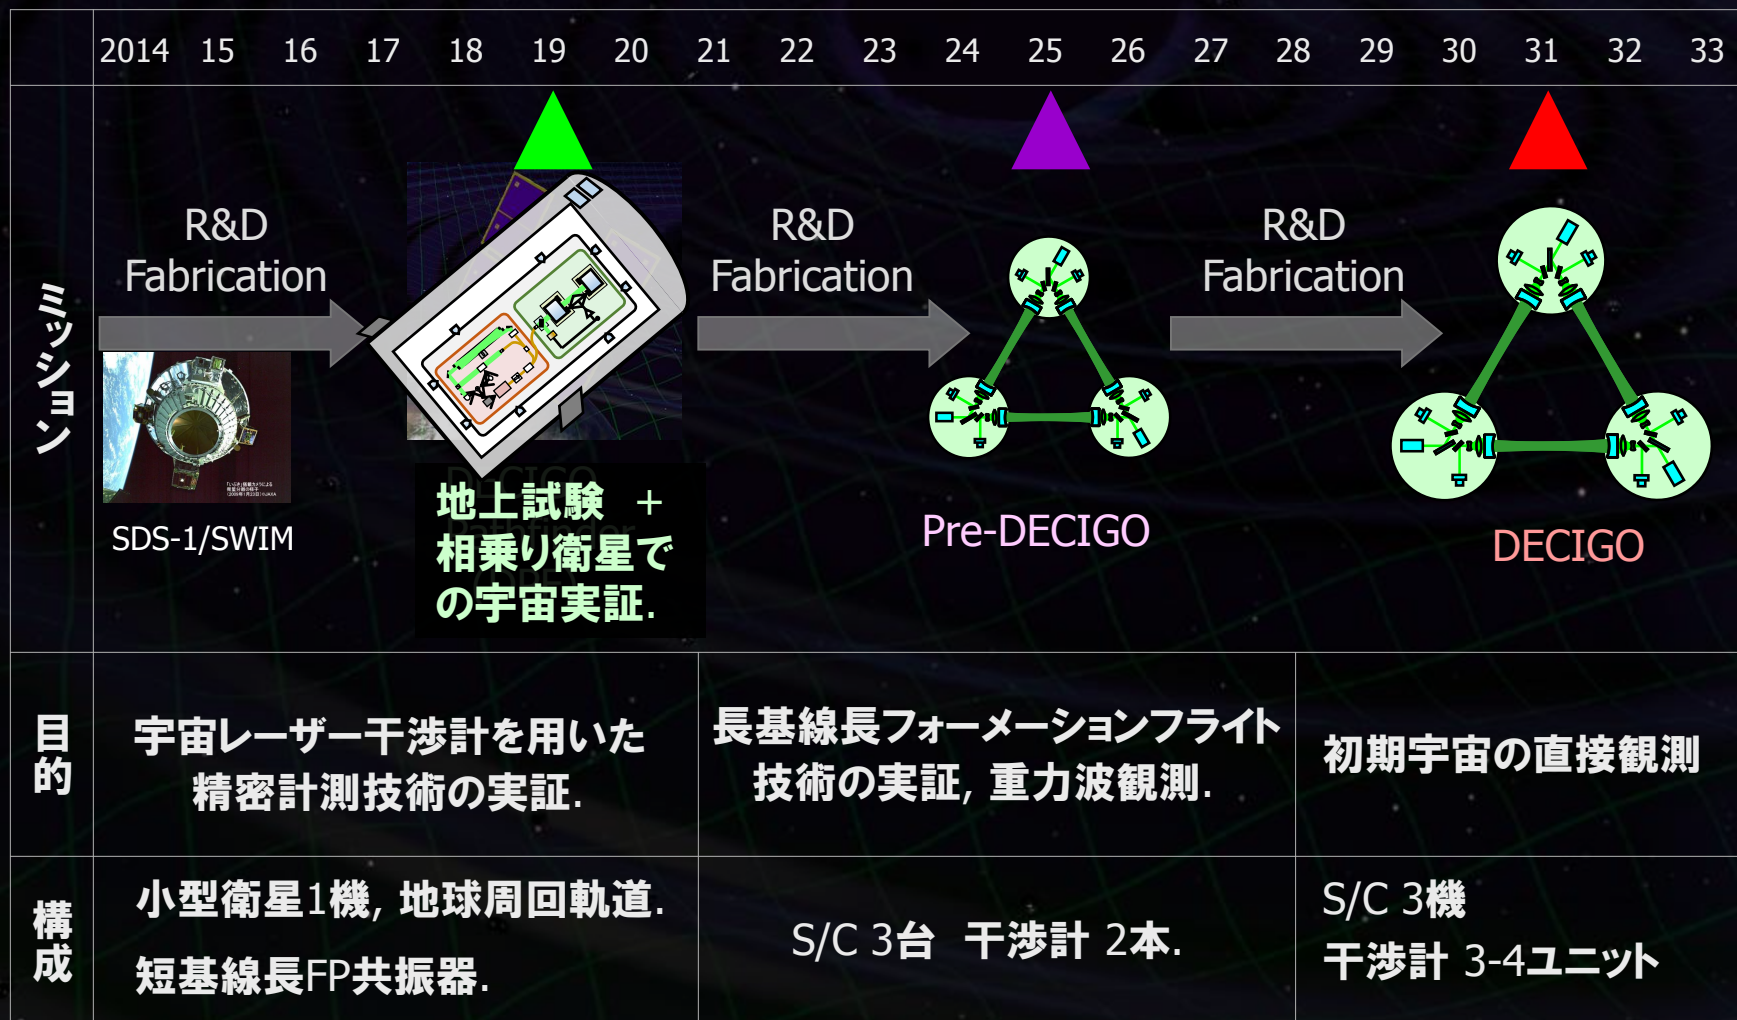 2014 15 16 17 18 19 20 21 22 23 24 25 26 27 28 29 30 31 32 33
ミッション
R&D
Fabrication
R&D
Fabrication
R&D
Fabrication
SDS-1/SWIM
DECIGO
Pathfinder
地上試験 +
相乗り衛星で
の宇宙実証.
Pre-DECIGO
DECIGO
目的
宇宙レーザー干渉計を用いた
精密計測技術の実証.
長基線長フォーメーションフライト
技術の実証, 重力波観測.
初期宇宙の直接観測
構成
小型衛星1機, 地球周回軌道.
短基線長FP共振器.
S/C 3台 干渉計 2本.
S/C 3機
干渉計 3-4ユニット